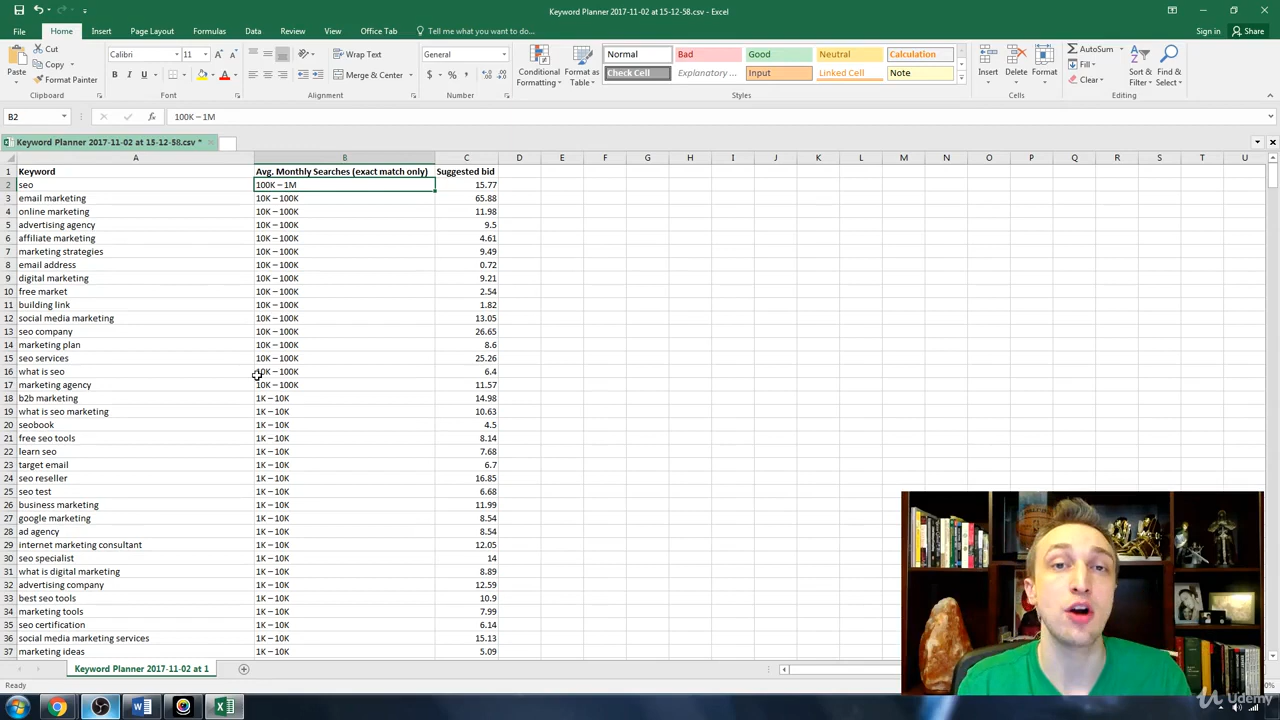 Keyword Planner 2017-11-02 at 15-12-58.csv - Excel
File Home Insert Page Layout Formulas Data Review View Office Tab Tell me what you want to do... Sign in Share
Paste Cut Copy Format Painter Clipboard
Calibri 11 B I U A Font
Wrap Text Merge & Center Alignment
General $ % Number
Conditional Formatting Format as Table
Normal Bad Good Neutral Calculation
Check Cell Explanatory ... Input Linked Cell Note
Styles
Insert Delete Format Cells
AutoSum Fill Clear Sort & Filter Find & Select Editing
B2 fx 100K – 1M
Keyword Planner 2017-11-02 at 15-12-58.csv *
A B C D E F G H I J K L M N O P Q R S T U
1 Keyword Avg. Monthly Searches (exact match only) Suggested bid
2 seo 100K – 1M 15.77
3 email marketing 10K – 100K 65.88
4 online marketing 10K – 100K 11.98
5 advertising agency 10K – 100K 9.5
6 affiliate marketing 10K – 100K 4.61
7 marketing strategies 10K – 100K 9.49
8 email address 10K – 100K 0.72
9 digital marketing 10K – 100K 9.21
10 free market 10K – 100K 2.54
11 building link 10K – 100K 1.82
12 social media marketing 10K – 100K 13.05
13 seo company 10K – 100K 26.65
14 marketing plan 10K – 100K 8.6
15 seo services 10K – 100K 25.26
16 what is seo 10K – 100K 6.4
17 marketing agency 10K – 100K 11.57
18 b2b marketing 1K – 10K 14.98
19 what is seo marketing 1K – 10K 10.63
20 seobook 1K – 10K 4.5
21 free seo tools 1K – 10K 8.14
22 learn seo 1K – 10K 7.68
23 target email 1K – 10K 6.7
24 seo reseller 1K – 10K 16.85
25 seo test 1K – 10K 6.68
26 business marketing 1K – 10K 11.99
27 google marketing 1K – 10K 8.54
28 ad agency 1K – 10K 8.54
29 internet marketing consultant 1K – 10K 12.05
30 seo specialist 1K – 10K 14
31 what is digital marketing 1K – 10K 8.89
32 advertising company 1K – 10K 12.59
33 best seo tools 1K – 10K 10.9
34 marketing tools 1K – 10K 7.99
35 seo certification 1K – 10K 6.14
36 social media marketing services 1K – 10K 15.13
37 marketing ideas 1K – 10K 5.09
Keyword Planner 2017-11-02 at 1
Ready
Udemy